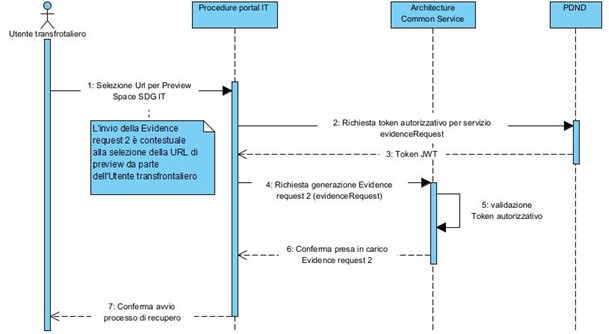 Utente transfrotaliero
Procedure portal IT
Architecture
Common Service
PDND
1: Selezione Url per Preview
Space SDG IT
L'invio della Evidence
request 2 è contestuale
alla selezione della URL di
preview da parte
dell'Utente transfrontaliero
2: Richiesta token autorizzativo per servizio
evidenceRequest
3: Token JWT
4: Richiesta generazione Evidence
request 2 (evidenceRequest)
5: validazione
Token autorizzativo
6: Conferma presa in carico
Evidence request 2
7: Conferma avvio
processo di recupero